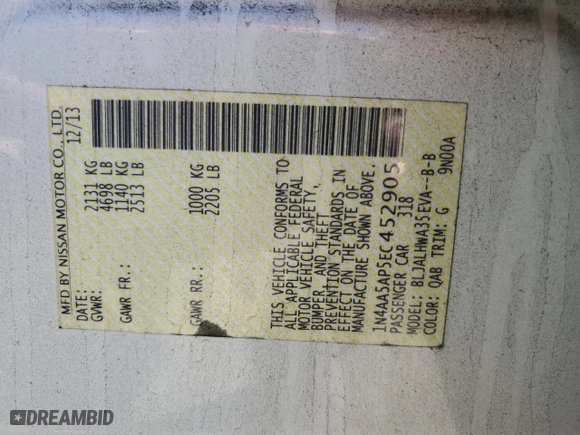 MFD BY NISSAN MOTOR CO., LTD.
DATE: 12/13
GVWR: 2131 KG
4698 LB
GAWR FR.: 1140 KG
2513 LB
GAWR RR.: 1000 KG
2205 LB
THIS VEHICLE CONFORMS TO
ALL APPLICABLE FEDERAL
MOTOR VEHICLE SAFETY,
BUMPER, AND THEFT
PREVENTION STANDARDS IN
EFFECT ON THE DATE OF
MANUFACTURE SHOWN ABOVE.
1N4AA5AP5EC452905
PASSENGER CAR 318
MODEL: BLJALHWA35EVA--B-B
COLOR: QAB TRIM: G 9N00A
DREAMBID